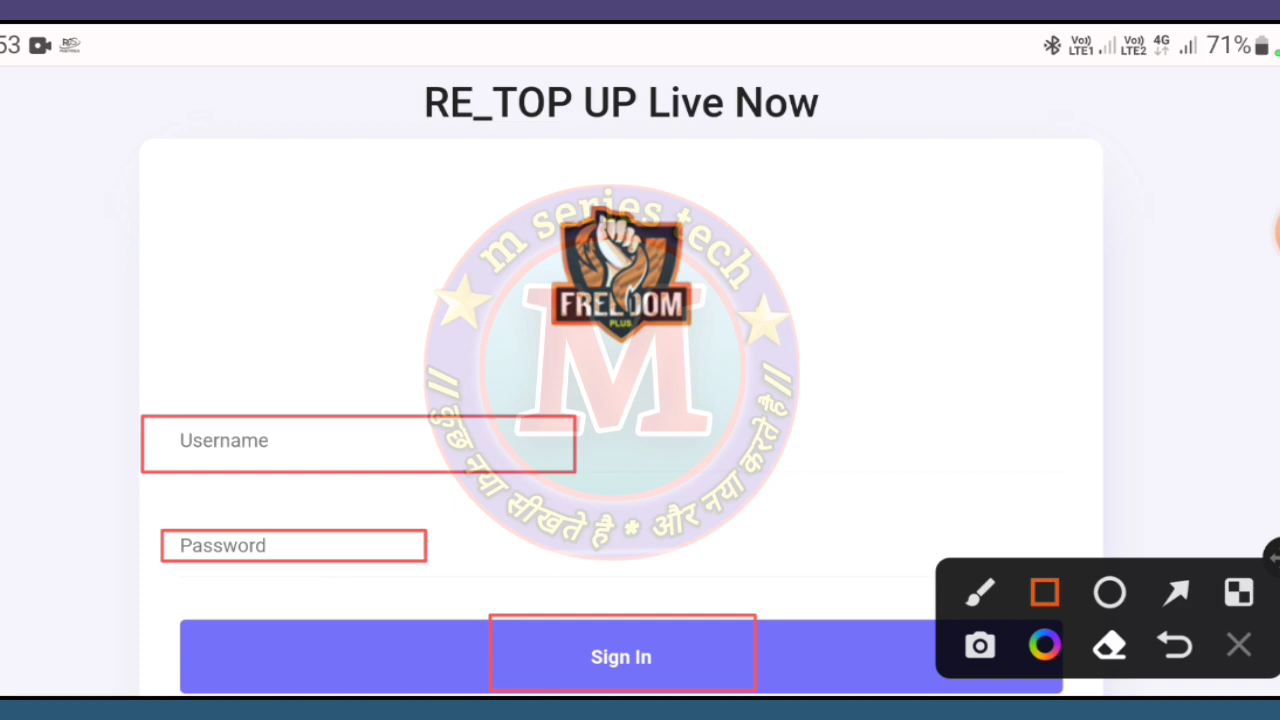 53
Vo)) LTE1 Vo)) LTE2 4G 71%
RE_TOP UP Live Now
m series tech
FREEDOM
PLUS
M
// कुछ नया सीखते है * और नया करते है //
Username
Password
Sign In